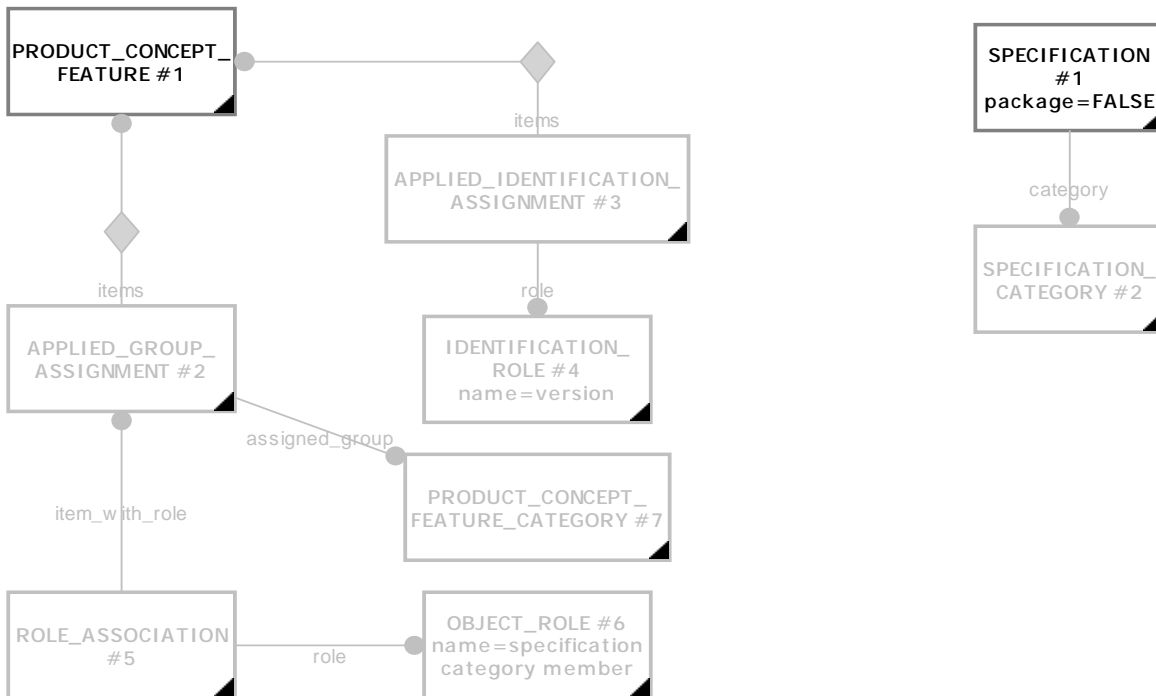 PRODUCT_CONCEPT_
FEATURE #1
SPECIFICATION
#1
package=FALSE
items
APPLIED_IDENTIFICATION_
ASSIGNMENT #3
category
SPECIFICATION_
CATEGORY #2
items
role
APPLIED_GROUP_
ASSIGNMENT #2
IDENTIFICATION_
ROLE #4
name=version
assigned_group
PRODUCT_CONCEPT_
FEATURE_CATEGORY #7
item_with_role
ROLE_ASSOCIATION
#5
role
OBJECT_ROLE #6
name=specification
category member